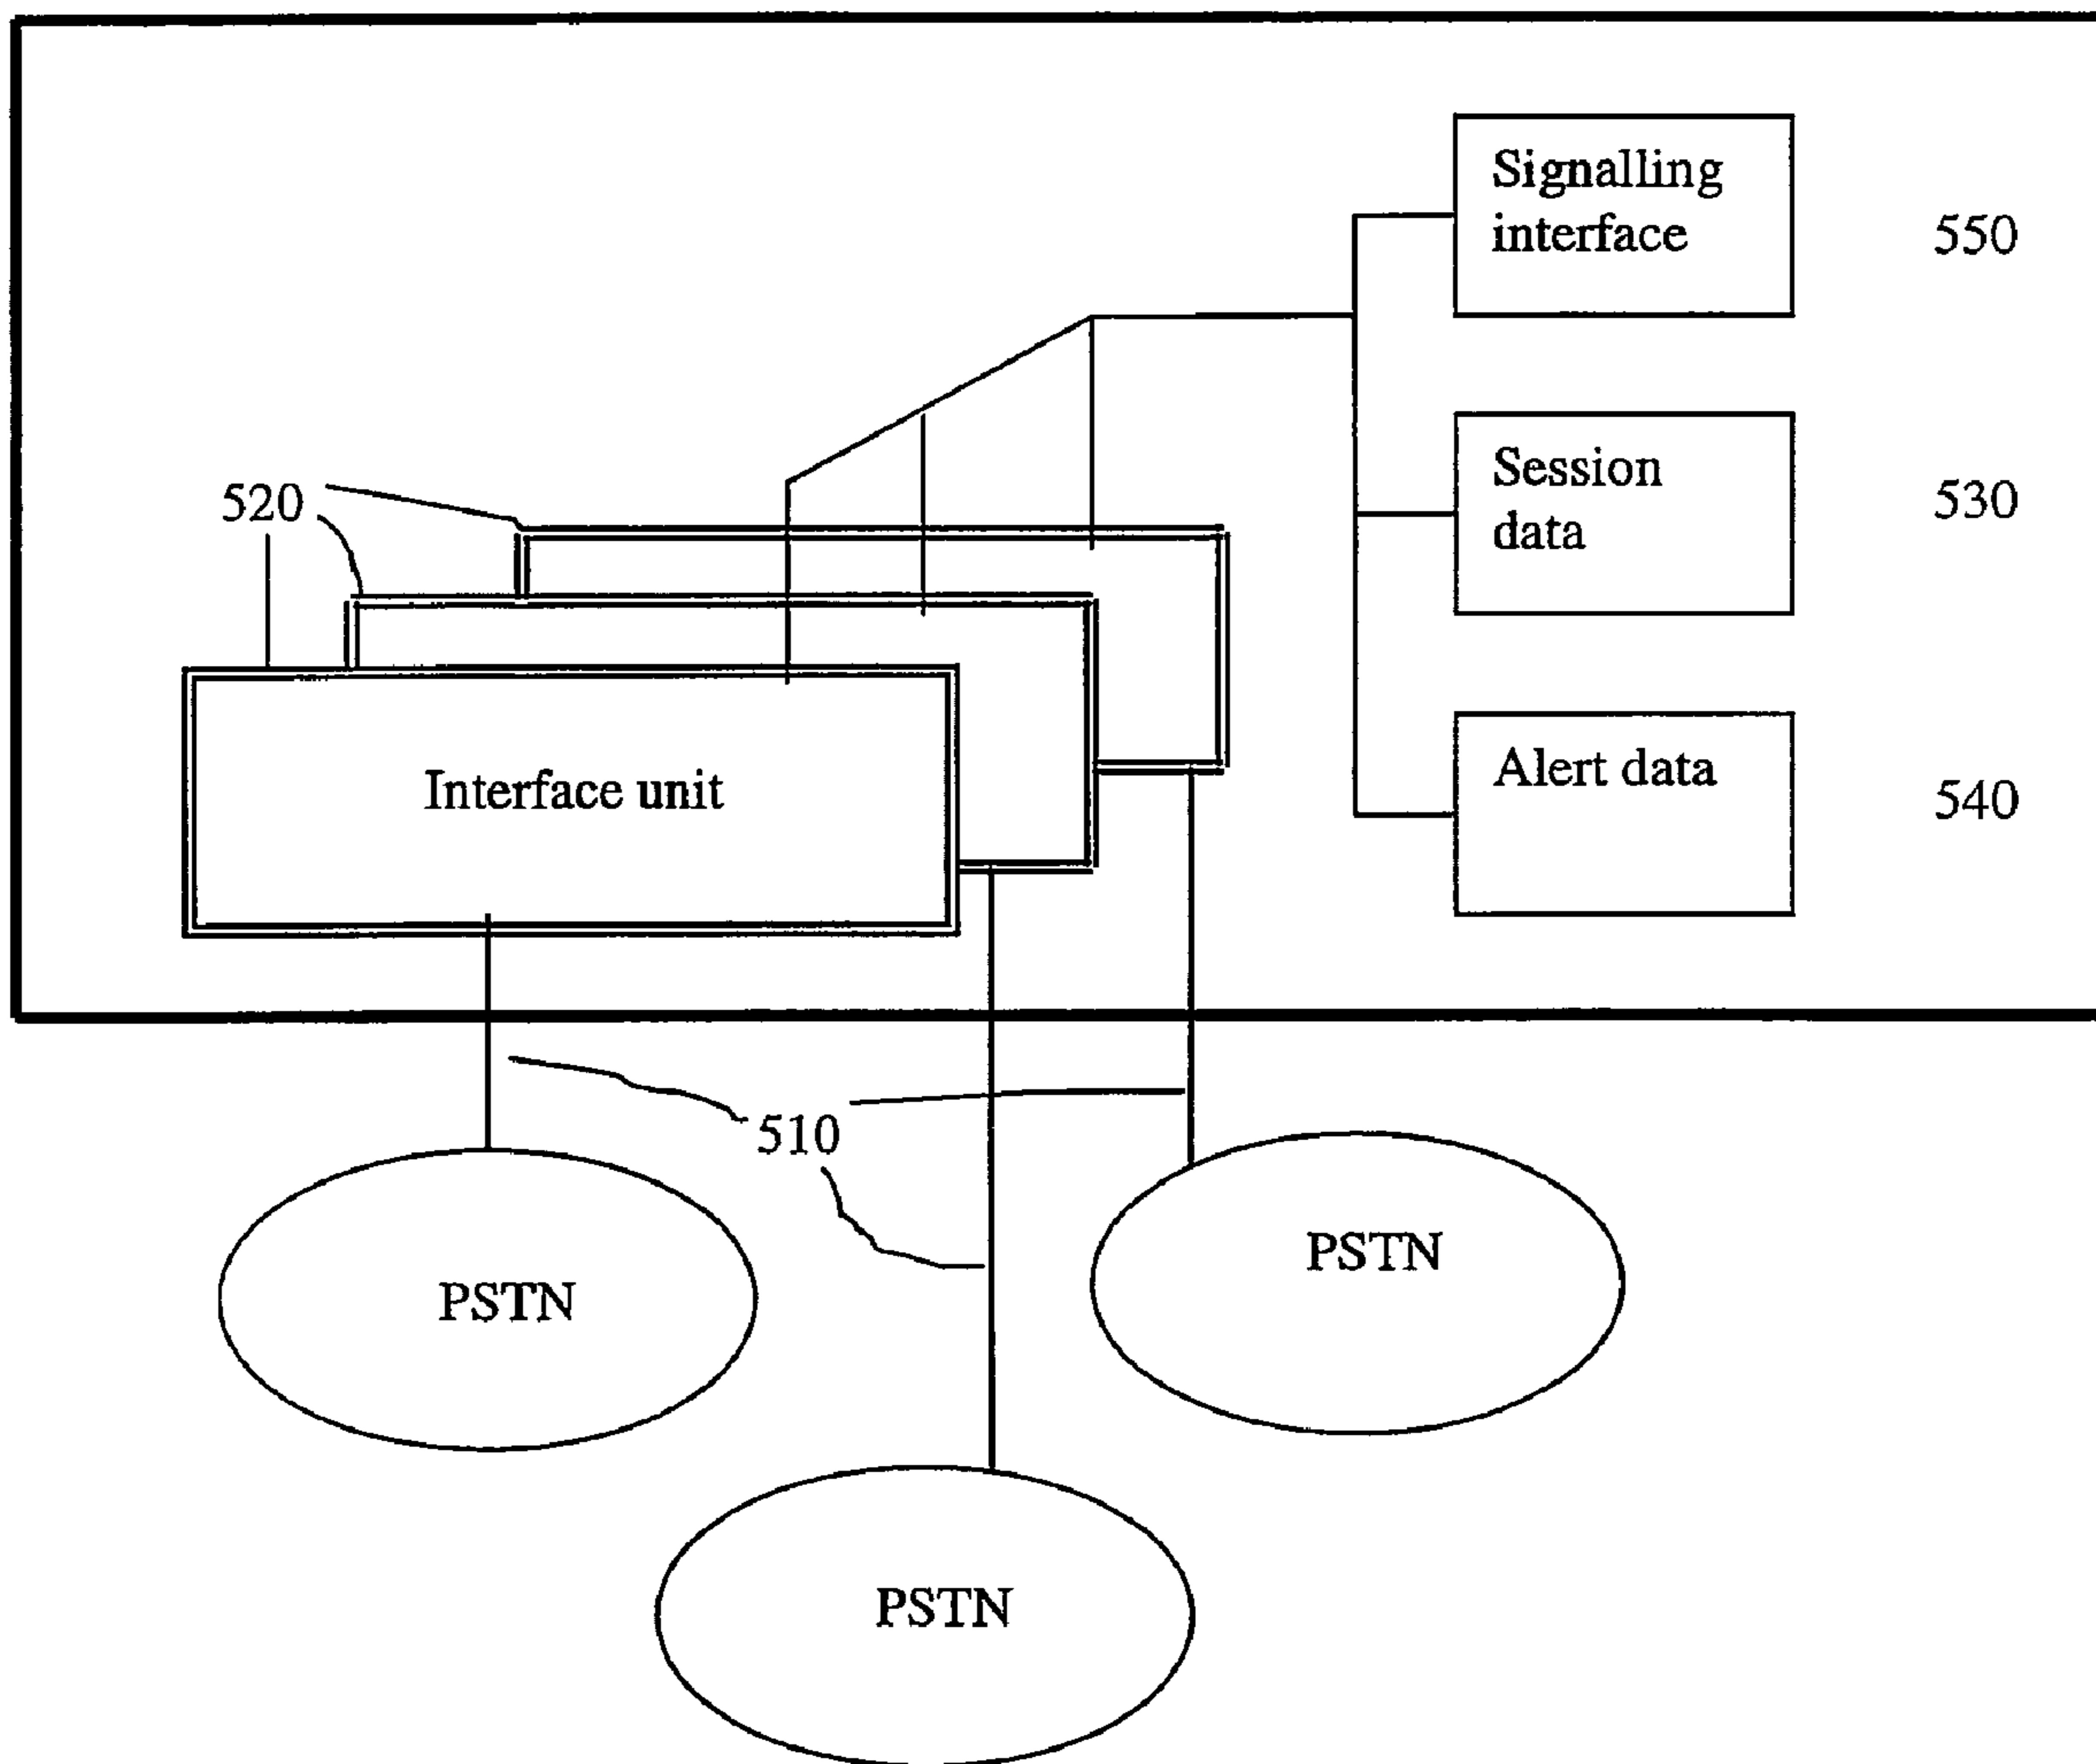 Signalling
interface
550
Session
data
530
520
Alert data
540
Interface unit
510
PSTN
PSTN
PSTN